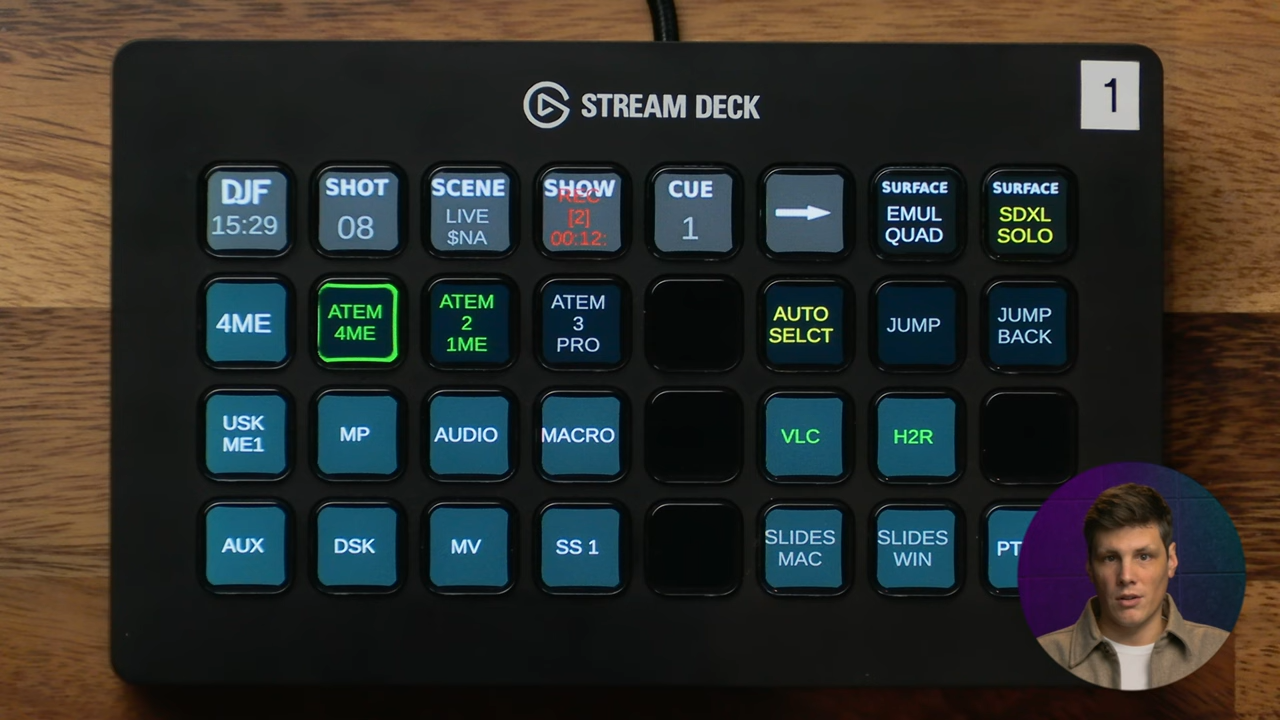 STREAM DECK
1
DJF
15:29
SHOT
08
SCENE
LIVE
$NA
SHOW
REC
[2]
00:12:
CUE
1
SURFACE
EMUL
QUAD
SURFACE
SDXL
SOLO
4ME
ATEM
4ME
ATEM
2
1ME
ATEM
3
PRO
AUTO
SELCT
JUMP
JUMP
BACK
USK
ME1
MP
AUDIO
MACRO
VLC
H2R
AUX
DSK
MV
SS 1
SLIDES
MAC
SLIDES
WIN